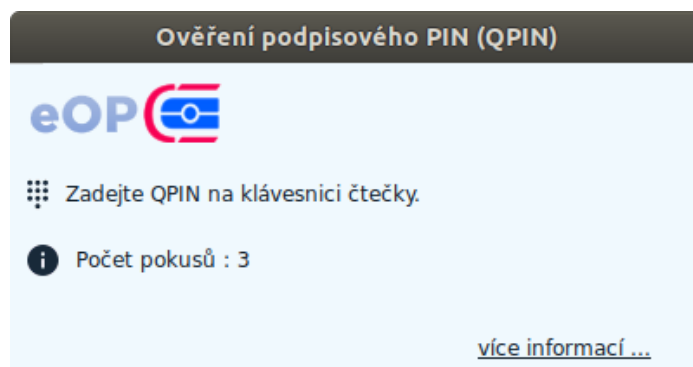 Ověření podpisového PIN (QPIN)
eOP
Zadejte QPIN na klávesnici čtečky.
Počet pokusů : 3
více informací ...